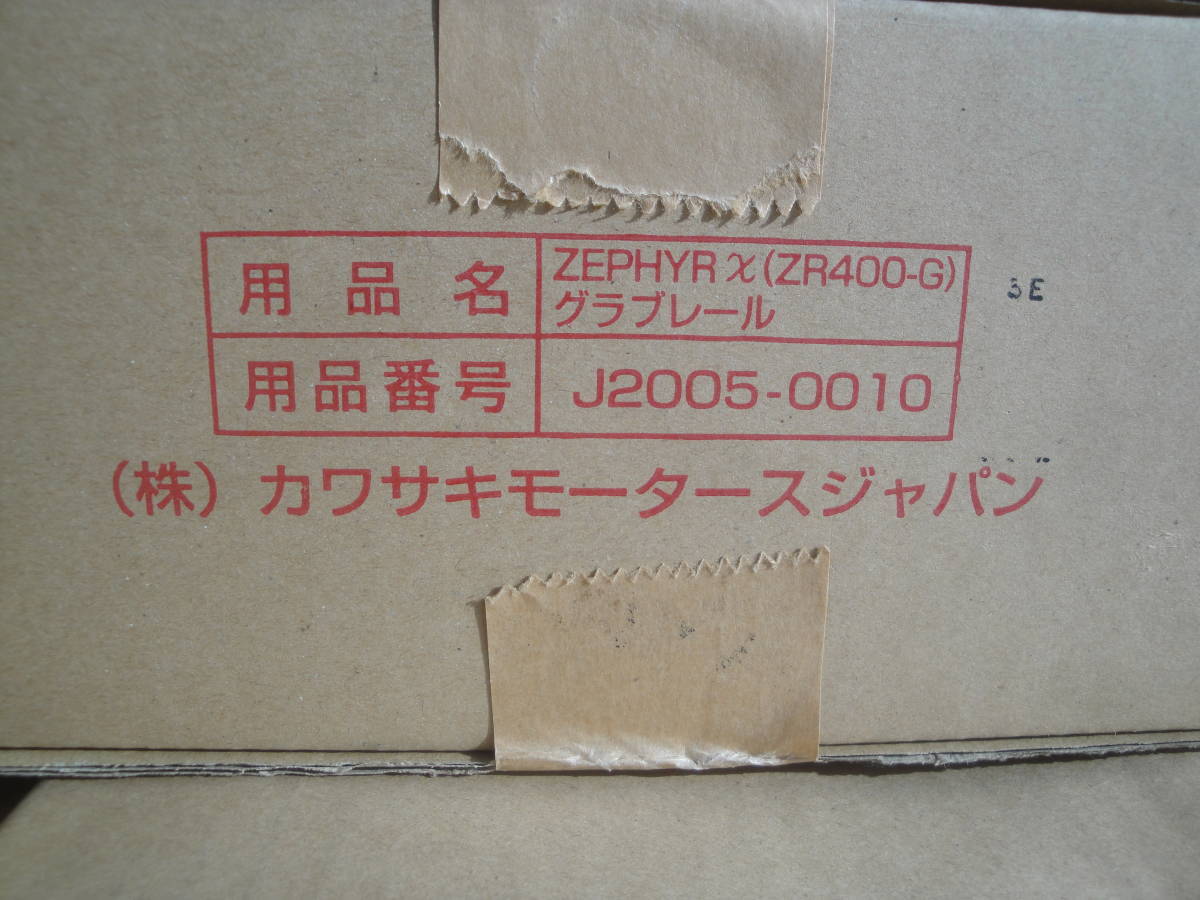 用品名
ZEPHYR χ(ZR400-G)
グラブレール
3E
用品番号
J2005-0010
(株) カワサキモータースジャパン